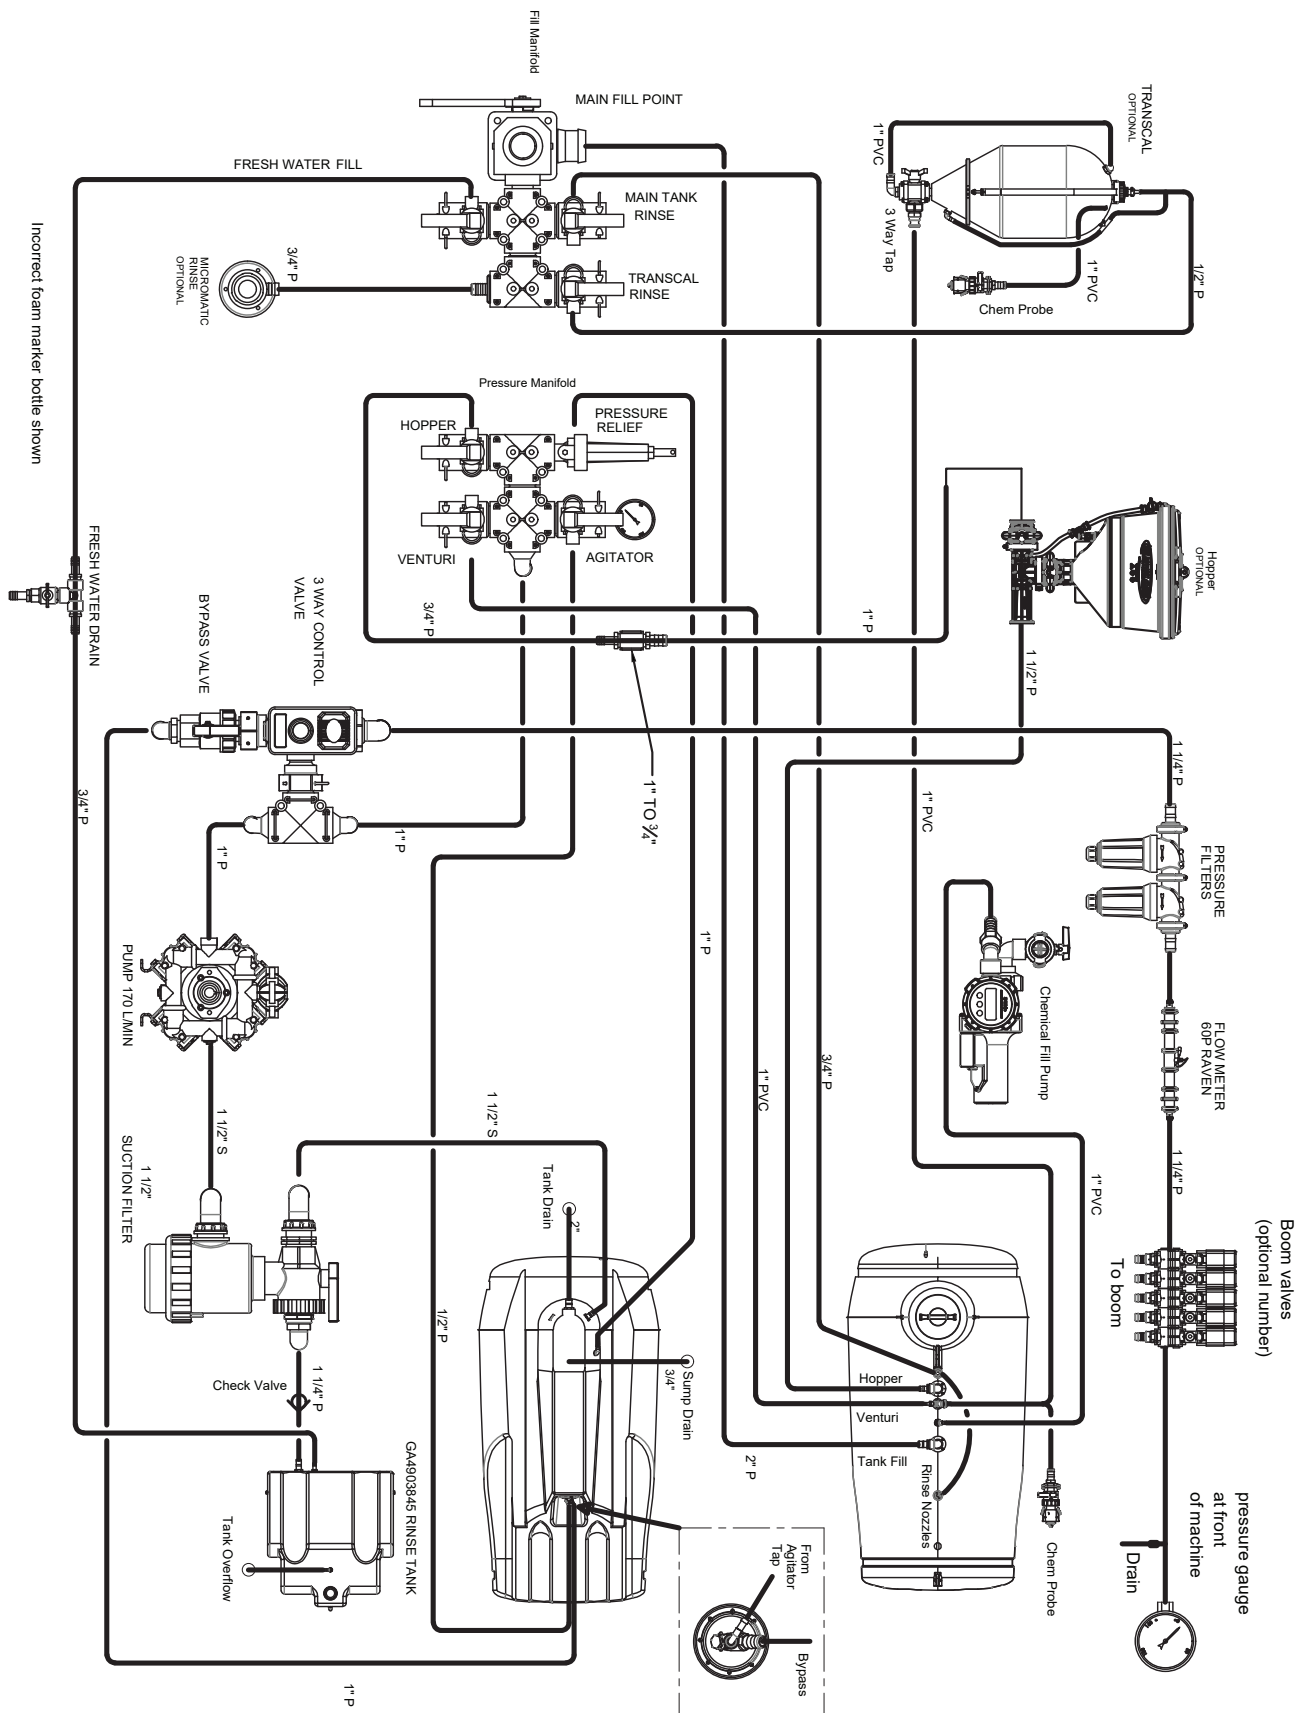 Fill Manifold
MAIN FILL POINT
FRESH WATER FILL
MAIN TANK
RINSE
TRANSCAL
RINSE
3/4" P
MICROMATIC
RINSE
OPTIONAL
TRANSCAL
OPTIONAL
1" PVC
3 Way Tap
1" PVC
1/2" P
Chem Probe
Incorrect foam marker bottle shown
Pressure Manifold
HOPPER
PRESSURE
RELIEF
VENTURI
AGITATOR
Hopper
OPTIONAL
FRESH WATER DRAIN
3 WAY CONTROL
VALVE
BYPASS VALVE
3/4" P
1" P
1 1/2" P
1" TO 3/4"
3/4" P
1" P
1" P
1" PVC
1 1/4" P
PRESSURE
FILTERS
PUMP 170 L/MIN
1" P
Chemical Fill Pump
FLOW METER
60P RAVEN
3/4" P
1" PVC
1 1/2" S
1 1/2" S
1 1/2"
SUCTION FILTER
Tank Drain
2"
1" PVC
1 1/4" P
Boom valves
(optional number)
To boom
1/2" P
3/4"
Sump Drain
Check Valve
1 1/4" P
Hopper
Venturi
Tank Fill
Rinse Nozzles
2" P
GA4903845 RINSE TANK
Tank Overflow
From
Agitator
Tap
Bypass
Chem Probe
pressure gauge
at front
of machine
Drain
1" P